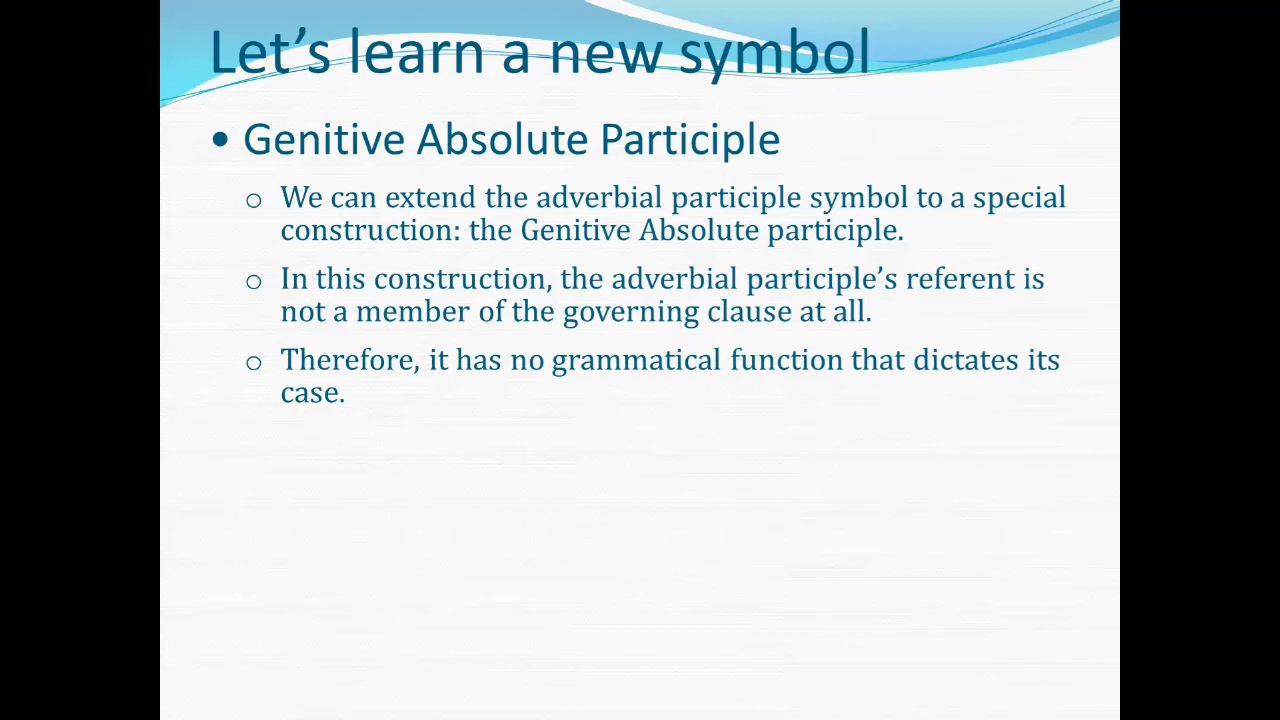 Let’s learn a new symbol
• Genitive Absolute Participle
o We can extend the adverbial participle symbol to a special
construction: the Genitive Absolute participle.
o In this construction, the adverbial participle’s referent is
not a member of the governing clause at all.
o Therefore, it has no grammatical function that dictates its
case.